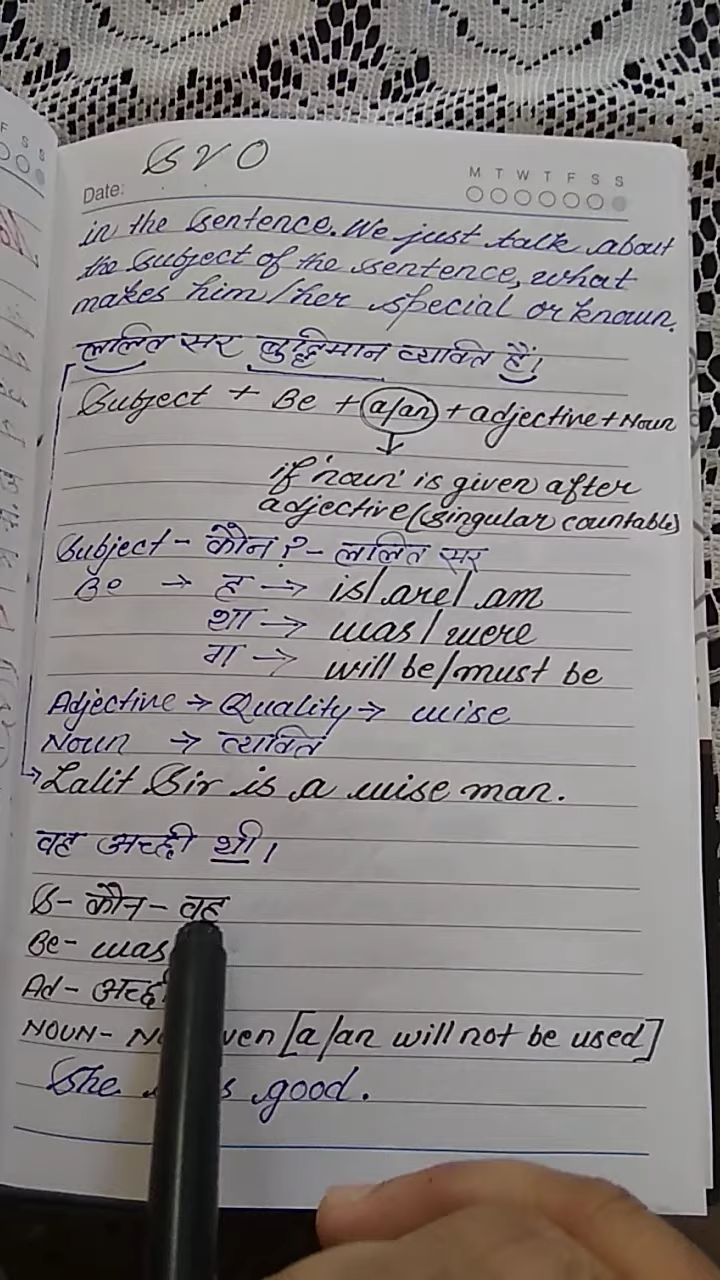 SVO
Date:
M T W T F S S
in the sentence. We just talk about
the subject of the sentence, what
makes him/her special or known.
ललित सर बुद्धिमान व्यक्ति हैं।
Subject + Be + a/an + adjective + Noun
if 'noun' is given after
adjective (singular countable)
Subject - कौन? - ललित सर
Be → ह → is/are/am
था → was/were
ग → will be/must be
Adjective → Quality → wise
Noun → व्यक्ति
→ Lalit Sir is a wise man.
वह अच्छी थी।
S - कौन - वह
Be - was
Ad -
NOUN - [a/an will not be used]
She good.